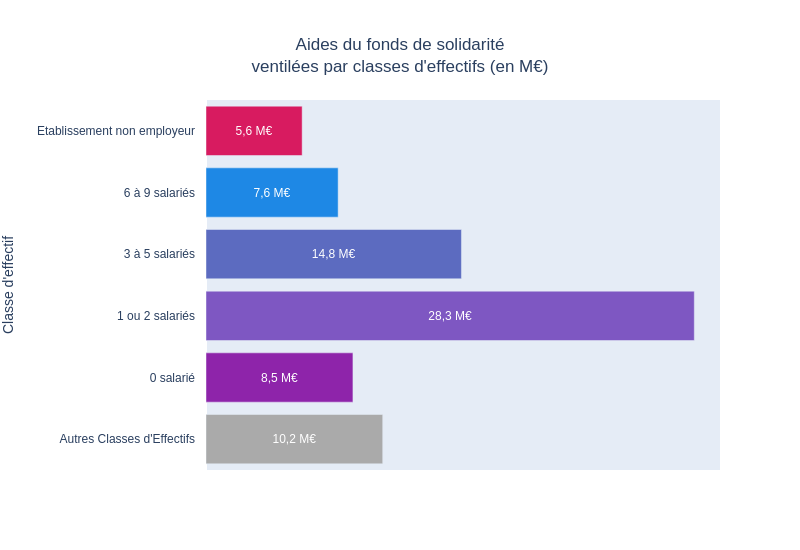 Aides du fonds de solidarité
ventilées par classes d'effectifs (en M€)
Classe d'effectif
Etablissement non employeur
5,6 M€
6 à 9 salariés
7,6 M€
3 à 5 salariés
14,8 M€
1 ou 2 salariés
28,3 M€
0 salarié
8,5 M€
Autres Classes d'Effectifs
10,2 M€